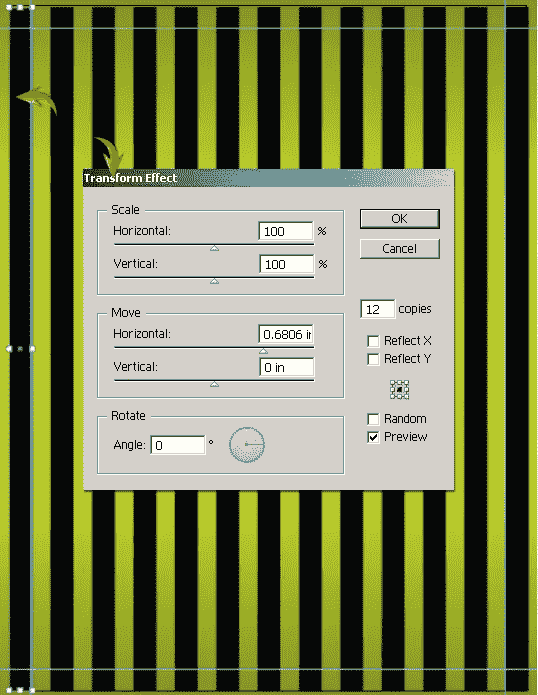 Transform Effect
Scale
Horizontal: 100 %
Vertical: 100 %
OK
Cancel
Move
Horizontal: 0.6806 in
Vertical: 0 in
12 copies
Reflect X
Reflect Y
Rotate
Angle: 0 °
Random
Preview